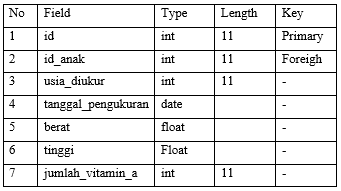 No Field Type Length Key
1 id int 11 Primary
2 id_anak int 11 Foreigh
3 usia_diukur int 11 -
4 tanggal_pengukuran date -
5 berat float -
6 tinggi Float -
7 jumlah_vitamin_a int 11 -